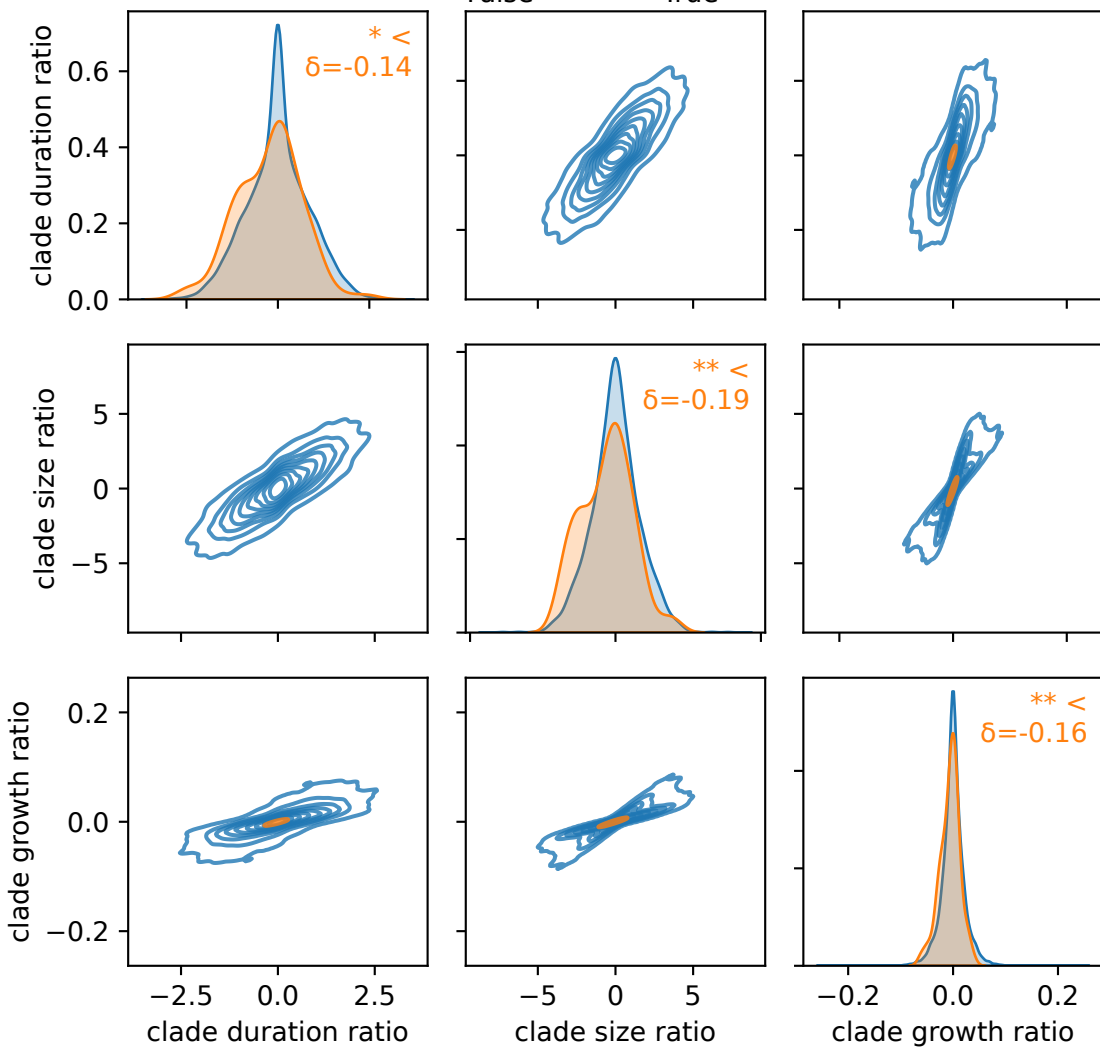 clade duration ratio
0.6
0.4
0.2
0.0
* <
δ=-0.14
clade size ratio
5
0
−5
** <
δ=-0.19
clade growth ratio
0.2
0.0
−0.2
** <
δ=-0.16
−2.5 0.0 2.5
−5 0 5
−0.2 0.0 0.2
clade duration ratio
clade size ratio
clade growth ratio